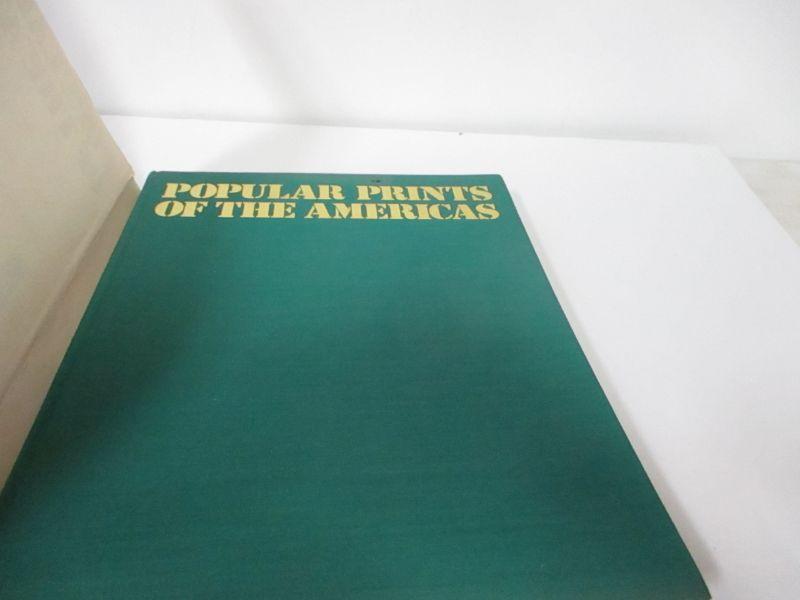 POPULAR PRINTS
OF THE AMERICAS